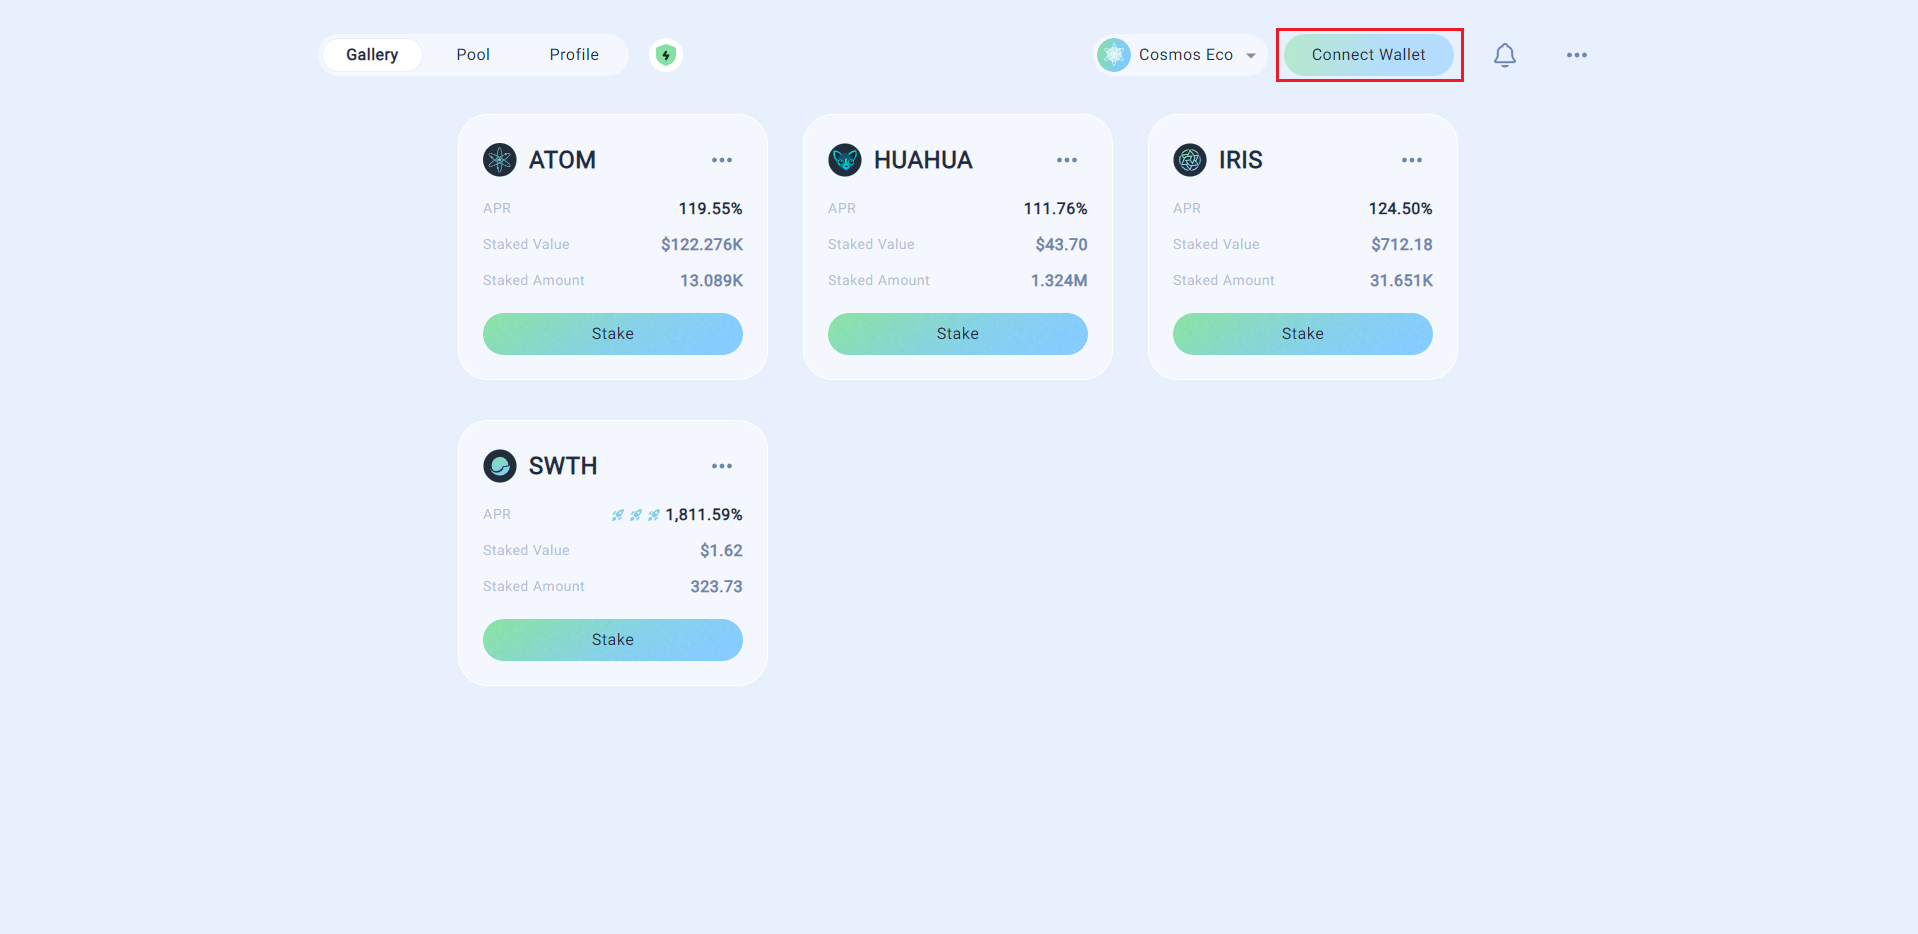 Gallery Pool Profile Cosmos Eco Connect Wallet
ATOM
APR 119.55%
Staked Value $122.276K
Staked Amount 13.089K
Stake
HUAHUA
APR 111.76%
Staked Value $43.70
Staked Amount 1.324M
Stake
IRIS
APR 124.50%
Staked Value $712.18
Staked Amount 31.651K
Stake
SWTH
APR 1,811.59%
Staked Value $1.62
Staked Amount 323.73
Stake